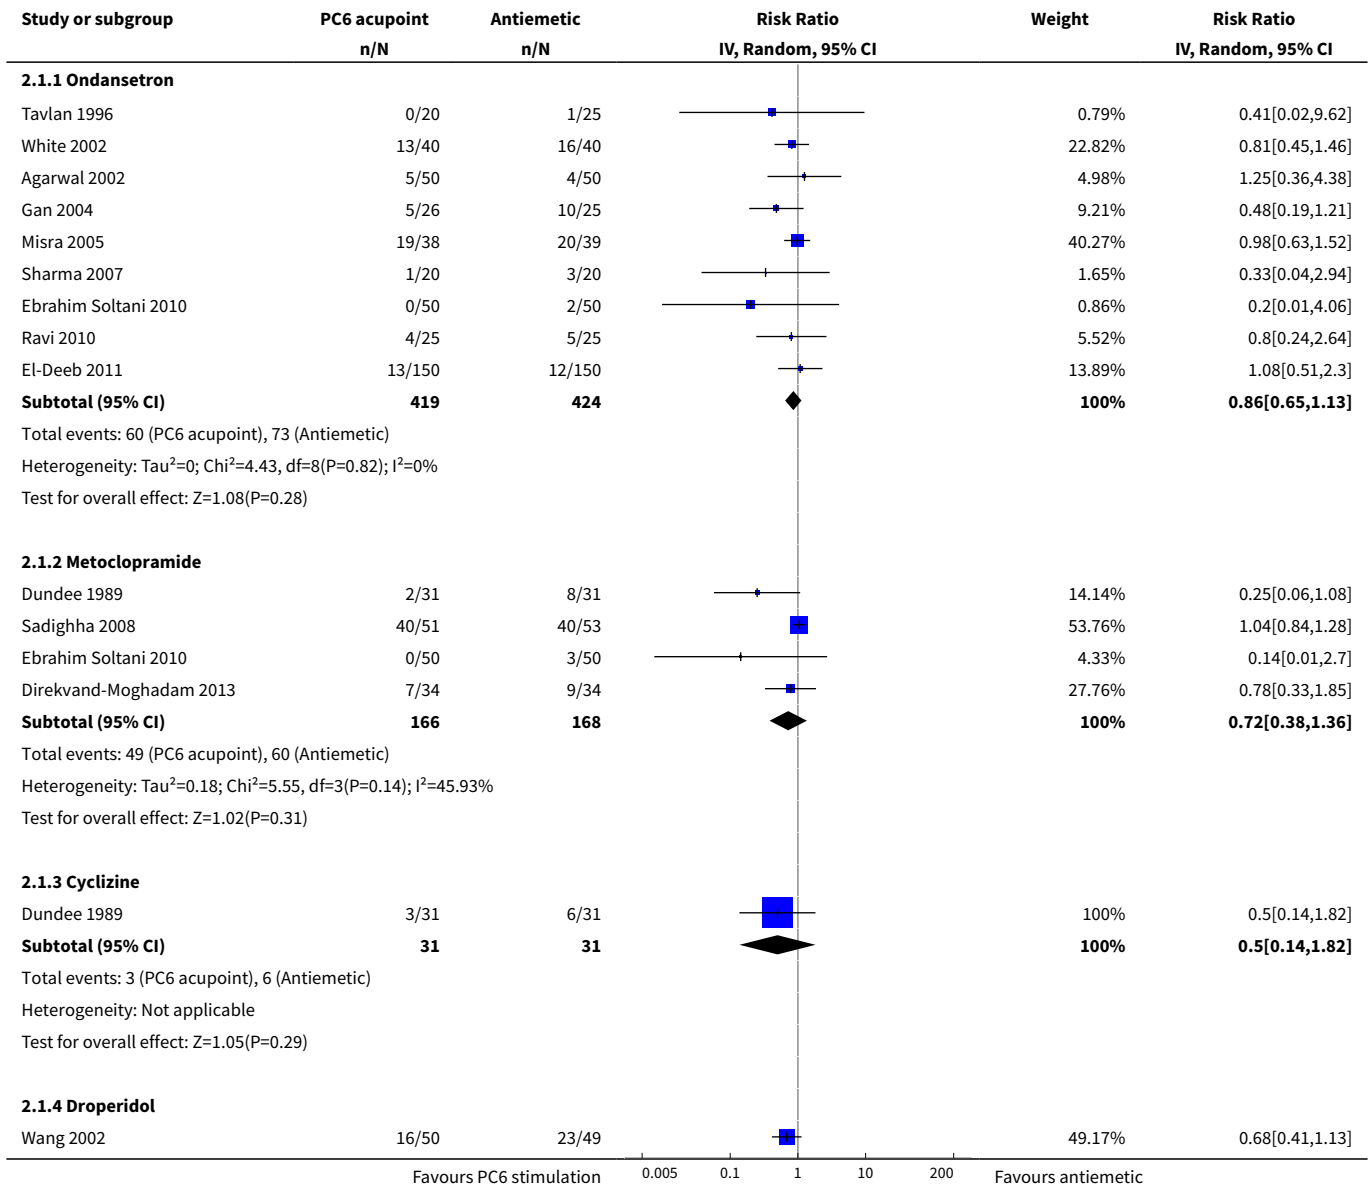 Study or subgroup PC6 acupoint Antiemetic Risk Ratio Weight Risk Ratio
n/N n/N IV, Random, 95% CI IV, Random, 95% CI
2.1.1 Ondansetron
Tavlan 1996 0/20 1/25 0.79% 0.41[0.02,9.62]
White 2002 13/40 16/40 22.82% 0.81[0.45,1.46]
Agarwal 2002 5/50 4/50 4.98% 1.25[0.36,4.38]
Gan 2004 5/26 10/25 9.21% 0.48[0.19,1.21]
Misra 2005 19/38 20/39 40.27% 0.98[0.63,1.52]
Sharma 2007 1/20 3/20 1.65% 0.33[0.04,2.94]
Ebrahim Soltani 2010 0/50 2/50 0.86% 0.2[0.01,4.06]
Ravi 2010 4/25 5/25 5.52% 0.8[0.24,2.64]
El-Deeb 2011 13/150 12/150 13.89% 1.08[0.51,2.3]
Subtotal (95% CI) 419 424 100% 0.86[0.65,1.13]
Total events: 60 (PC6 acupoint), 73 (Antiemetic)
Heterogeneity: Tau²=0; Chi²=4.43, df=8(P=0.82); I²=0%
Test for overall effect: Z=1.08(P=0.28)
2.1.2 Metoclopramide
Dundee 1989 2/31 8/31 14.14% 0.25[0.06,1.08]
Sadighha 2008 40/51 40/53 53.76% 1.04[0.84,1.28]
Ebrahim Soltani 2010 0/50 3/50 4.33% 0.14[0.01,2.7]
Direkvand-Moghadam 2013 7/34 9/34 27.76% 0.78[0.33,1.85]
Subtotal (95% CI) 166 168 100% 0.72[0.38,1.36]
Total events: 49 (PC6 acupoint), 60 (Antiemetic)
Heterogeneity: Tau²=0.18; Chi²=5.55, df=3(P=0.14); I²=45.93%
Test for overall effect: Z=1.02(P=0.31)
2.1.3 Cyclizine
Dundee 1989 3/31 6/31 100% 0.5[0.14,1.82]
Subtotal (95% CI) 31 31 100% 0.5[0.14,1.82]
Total events: 3 (PC6 acupoint), 6 (Antiemetic)
Heterogeneity: Not applicable
Test for overall effect: Z=1.05(P=0.29)
2.1.4 Droperidol
Wang 2002 16/50 23/49 49.17% 0.68[0.41,1.13]
Favours PC6 stimulation 0.005 0.1 1 10 200 Favours antiemetic